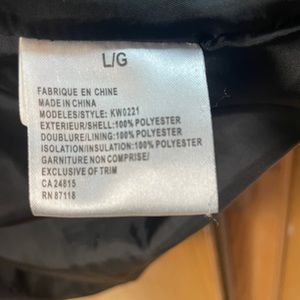 L/G
FABRIQUE EN CHINE
MADE IN CHINA
MODELES/STYLE: KW0221
EXTERIEUR/SHELL:100% POLYESTER
DOUBLURE/LINING:100% POLYESTER
ISOLATION/INSULATION:100% POLYESTER
GARNITURE NON COMPRISE/
EXCLUSIVE OF TRIM
CA 24815
RN 87118